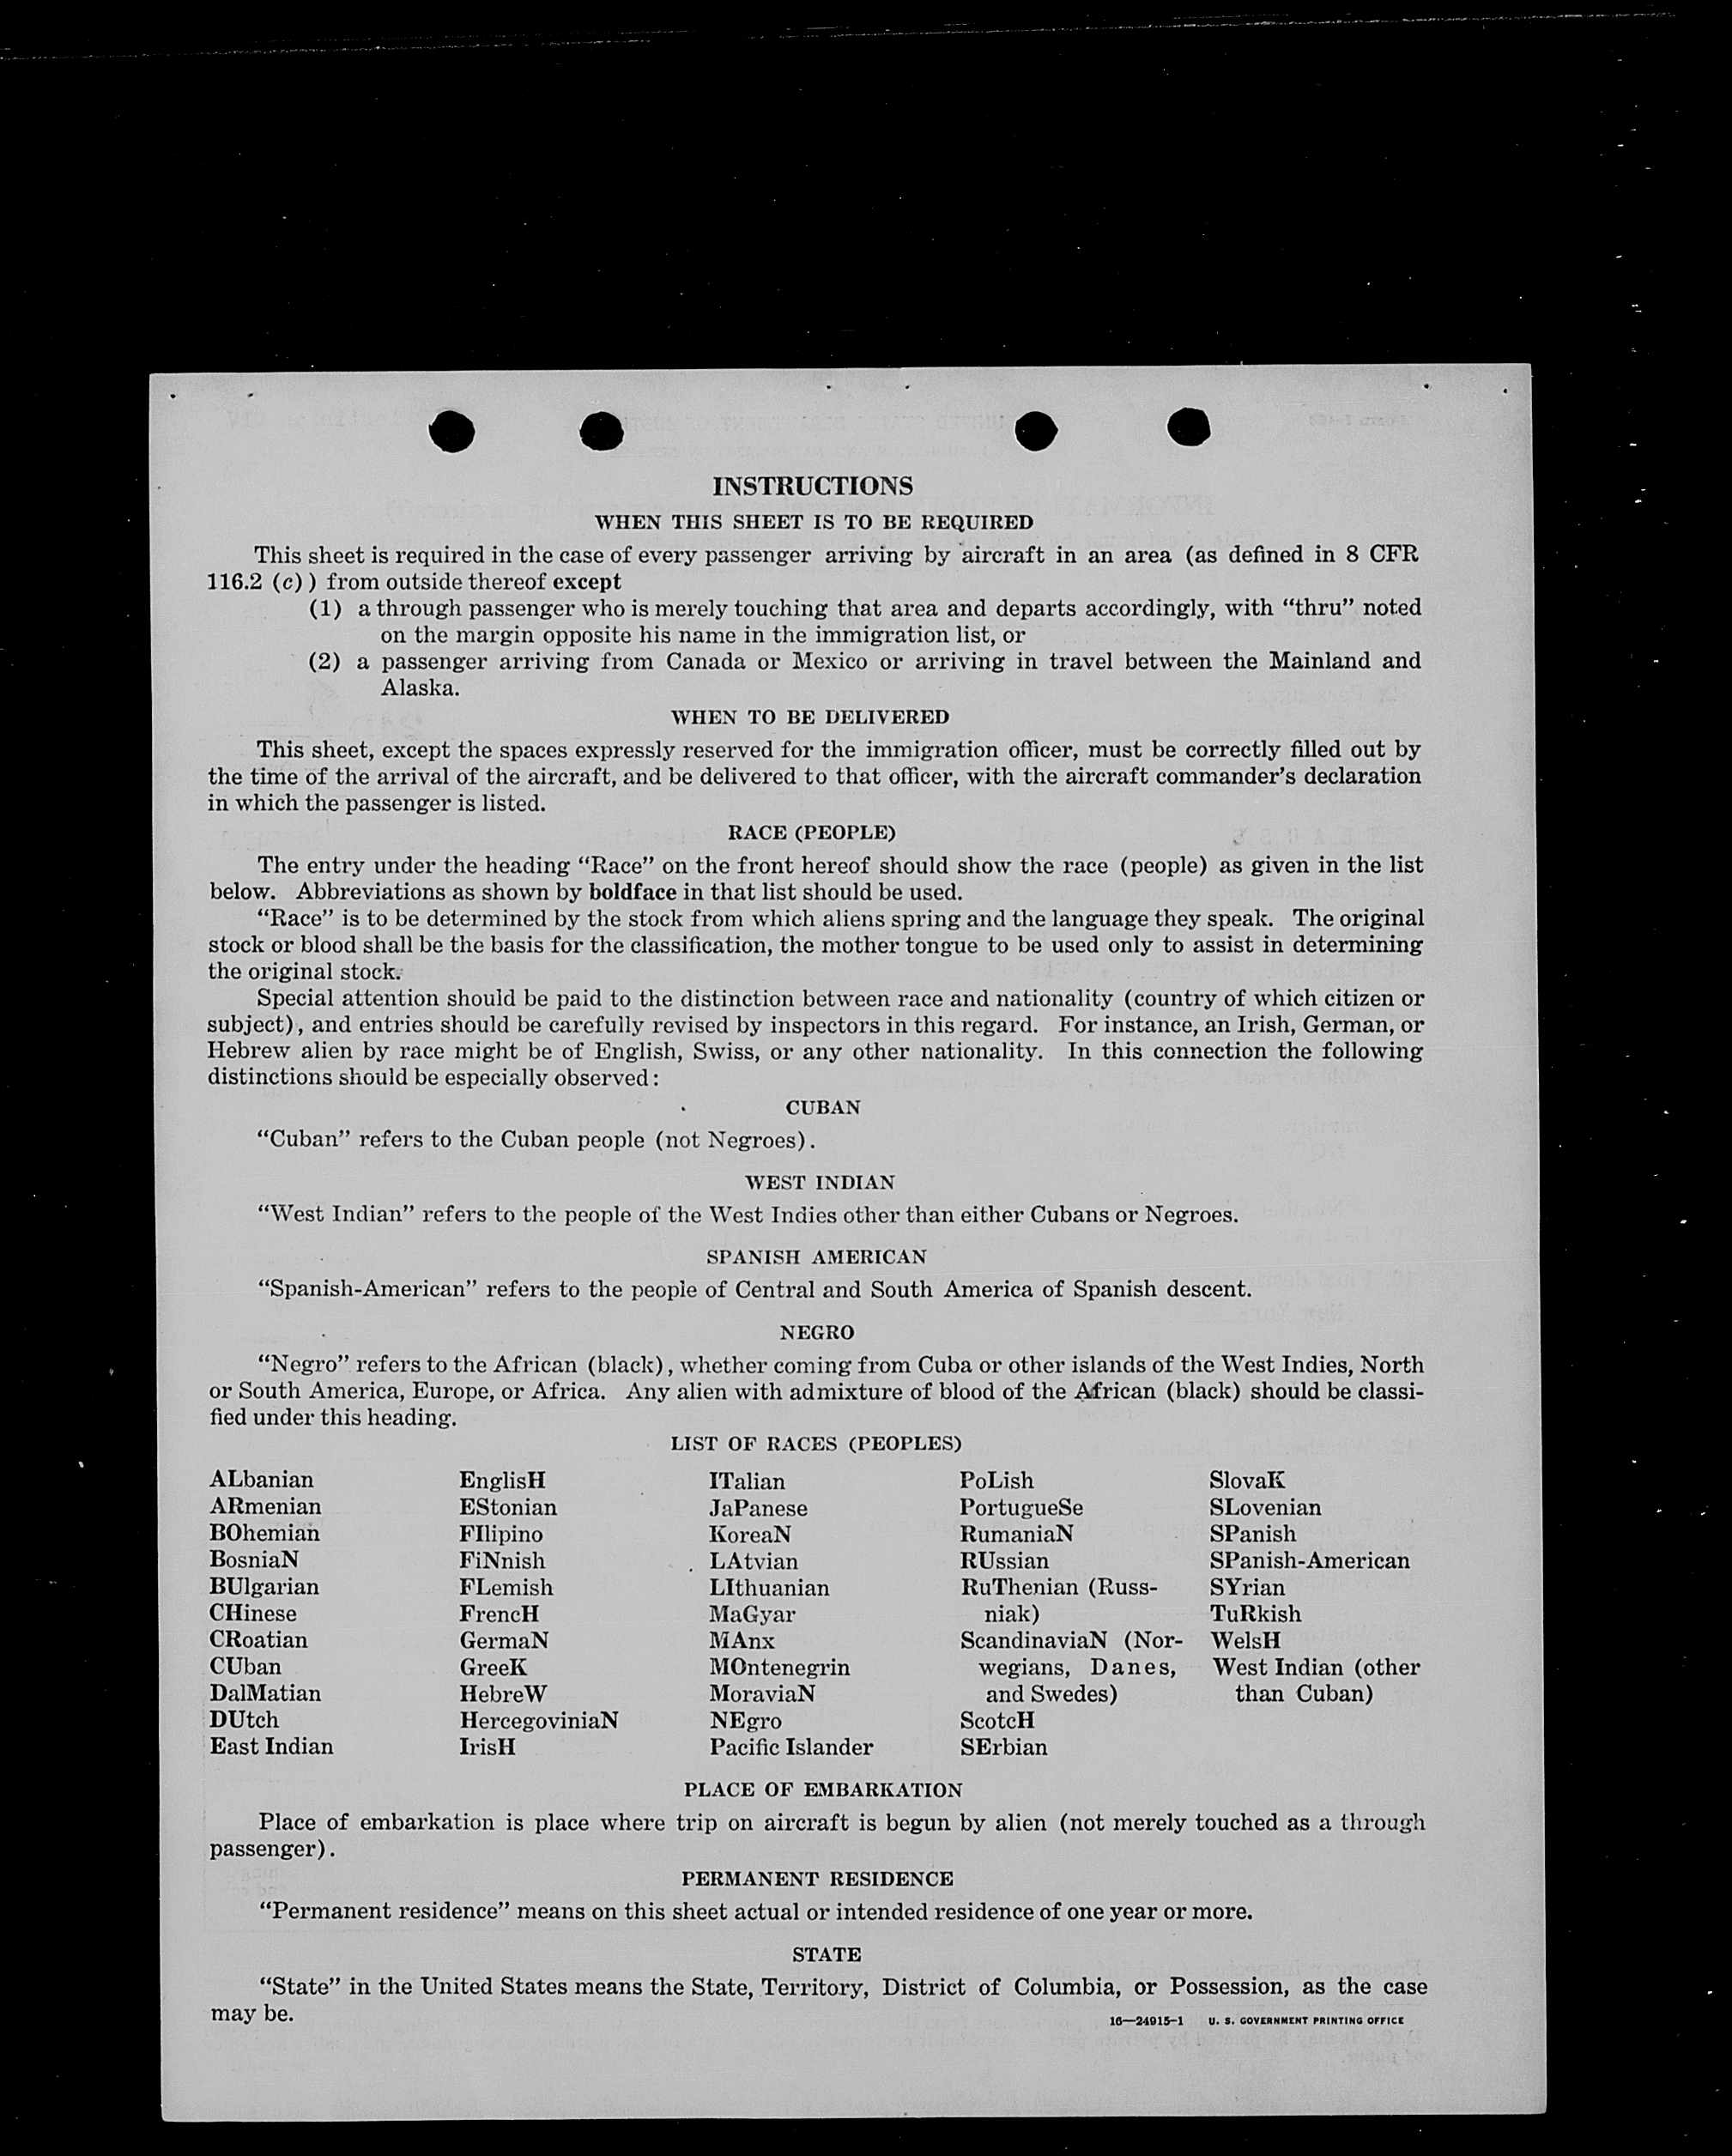 INSTRUCTIONS
WHEN THIS SHEET IS TO BE REQUIRED
This sheet is required in the case of every passenger arriving by aircraft in an area (as defined in 8 CFR
116.2 (c)) from outside thereof except
(1) a through passenger who is merely touching that area and departs accordingly, with “thru” noted
on the margin opposite his name in the immigration list, or
(2) a passenger arriving from Canada or Mexico or arriving in travel between the Mainland and
Alaska.
WHEN TO BE DELIVERED
This sheet, except the spaces expressly reserved for the immigration officer, must be correctly filled out by
the time of the arrival of the aircraft, and be delivered to that officer, with the aircraft commander’s declaration
in which the passenger is listed.
RACE (PEOPLE)
The entry under the heading “Race” on the front hereof should show the race (people) as given in the list
below. Abbreviations as shown by boldface in that list should be used.
“Race” is to be determined by the stock from which aliens spring and the language they speak. The original
stock or blood shall be the basis for the classification, the mother tongue to be used only to assist in determining
the original stock.
Special attention should be paid to the distinction between race and nationality (country of which citizen or
subject), and entries should be carefully revised by inspectors in this regard. For instance, an Irish, German, or
Hebrew alien by race might be of English, Swiss, or any other nationality. In this connection the following
distinctions should be especially observed:
CUBAN
“Cuban” refers to the Cuban people (not Negroes).
WEST INDIAN
“West Indian” refers to the people of the West Indies other than either Cubans or Negroes.
SPANISH AMERICAN
“Spanish-American” refers to the people of Central and South America of Spanish descent.
NEGRO
“Negro” refers to the African (black), whether coming from Cuba or other islands of the West Indies, North
or South America, Europe, or Africa. Any alien with admixture of blood of the African (black) should be classi-
fied under this heading.
LIST OF RACES (PEOPLES)
ALbanian
ARmenian
BOhemian
BosniaN
BUlgarian
CHinese
CRoatian
CUban
DalMatian
DUtch
East Indian
EnglisH
EStonian
FIlipino
FiNnish
FLemish
FrencH
GermaN
GreeK
HebreW
HercegoviniaN
IrisH
ITalian
JaPanese
KoreaN
LAtvian
LIthuanian
MaGyar
MAnx
MOntenegrin
MoraviaN
NEgro
Pacific Islander
PoLish
PortugueSe
RumaniaN
RUssian
RuThenian (Russ-
niak)
ScandinaviaN (Nor-
wegians, Danes,
and Swedes)
ScotcH
SErbian
SlovaK
SLovenian
SPanish
SPanish-American
SYrian
TuRkish
WelsH
West Indian (other
than Cuban)
PLACE OF EMBARKATION
Place of embarkation is place where trip on aircraft is begun by alien (not merely touched as a through
passenger).
PERMANENT RESIDENCE
“Permanent residence” means on this sheet actual or intended residence of one year or more.
STATE
“State” in the United States means the State, Territory, District of Columbia, or Possession, as the case
may be.
16—24915-1 U. S. GOVERNMENT PRINTING OFFICE